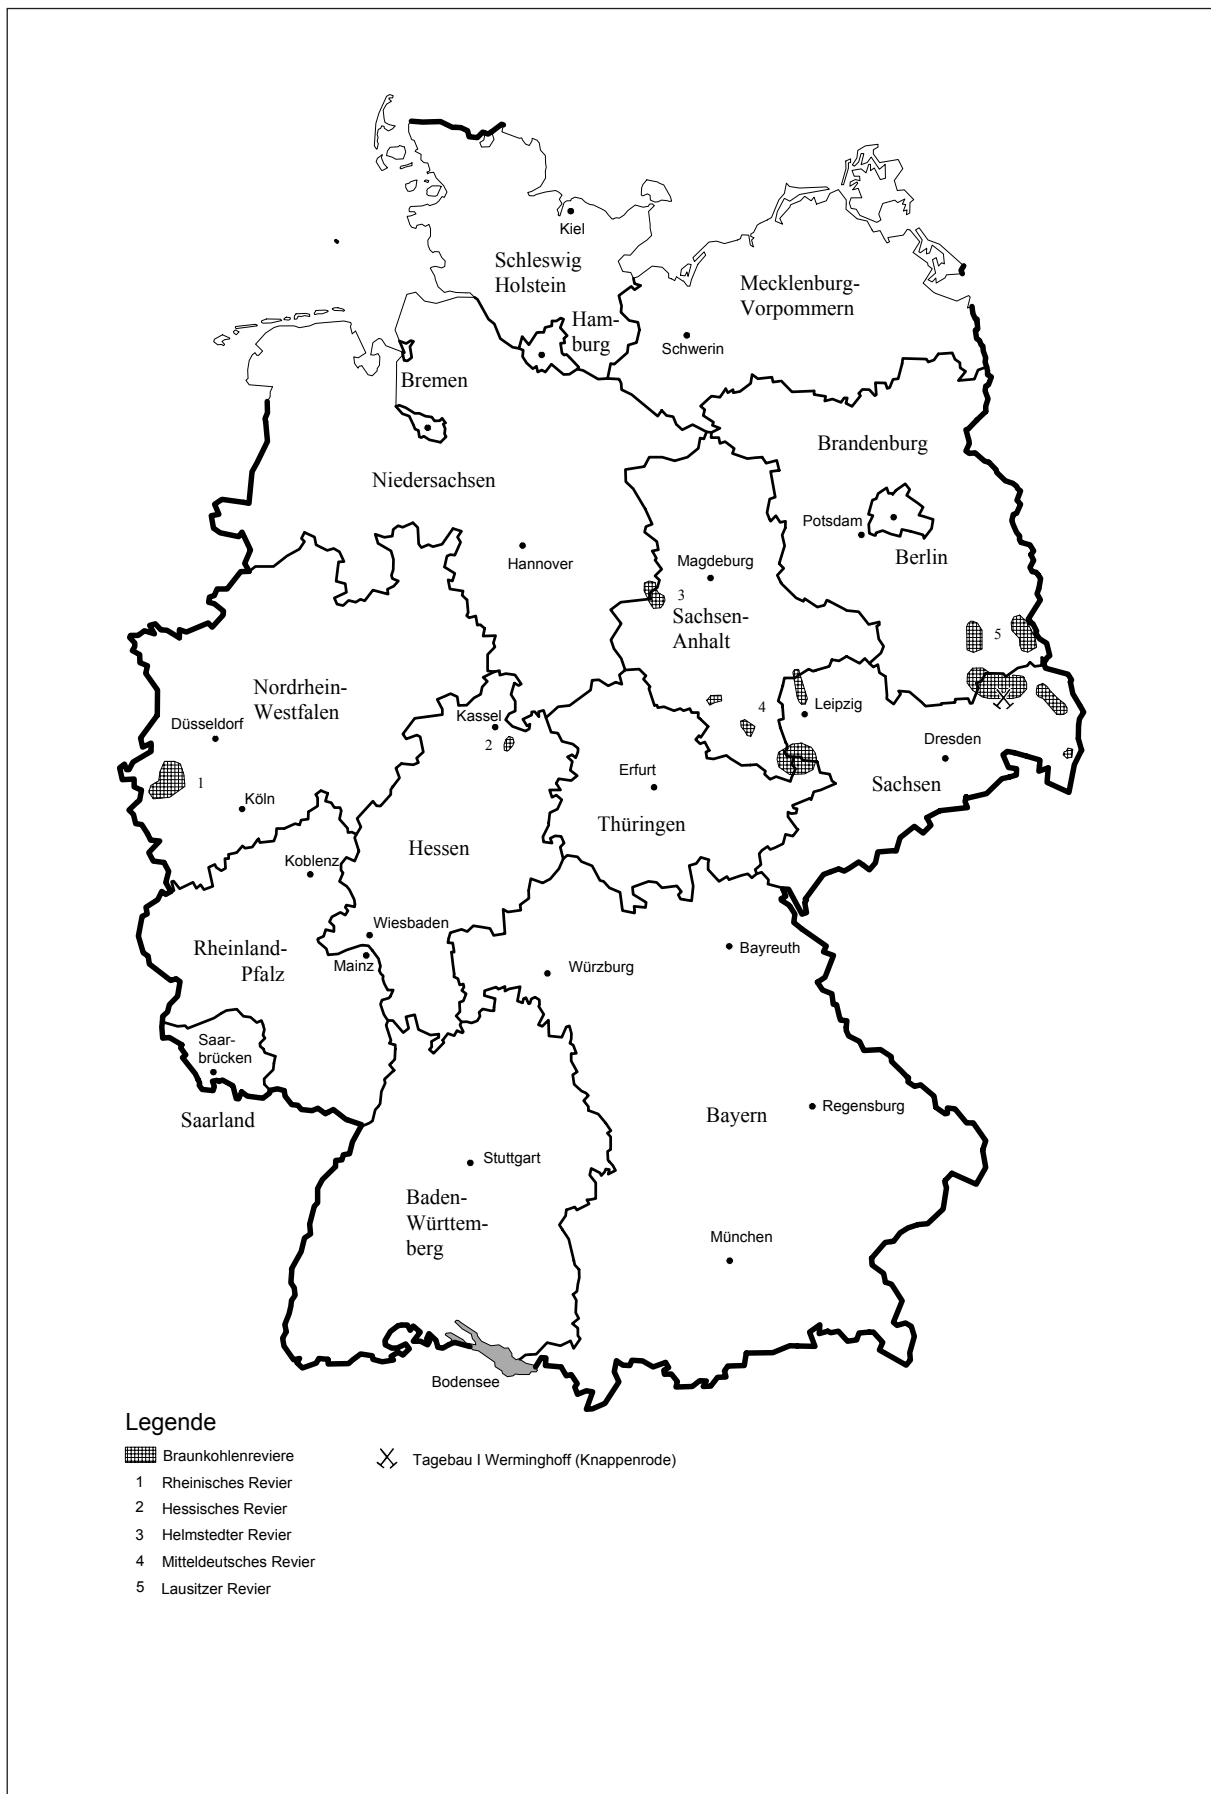 Kiel
Schleswig
Holstein
Mecklenburg-
Vorpommern
Ham-
burg
Schwerin
Bremen
Brandenburg
Niedersachsen
Potsdam
Berlin
Hannover
Magdeburg
3
Sachsen-
Anhalt
5
Nordrhein-
Westfalen
Düsseldorf
Kassel
2
4
Leipzig
Dresden
1
Köln
Erfurt
Sachsen
Thüringen
Hessen
Koblenz
Wiesbaden
Mainz
Rheinland-
Pfalz
Würzburg
Bayreuth
Saar-
brücken
Saarland
Bayern
Regensburg
Stuttgart
Baden-
Württem-
berg
München
Bodensee
Legende
Braunkohlenreviere
Tagebau I Werminghoff (Knappenrode)
1 Rheinisches Revier
2 Hessisches Revier
3 Helmstedter Revier
4 Mitteldeutsches Revier
5 Lausitzer Revier